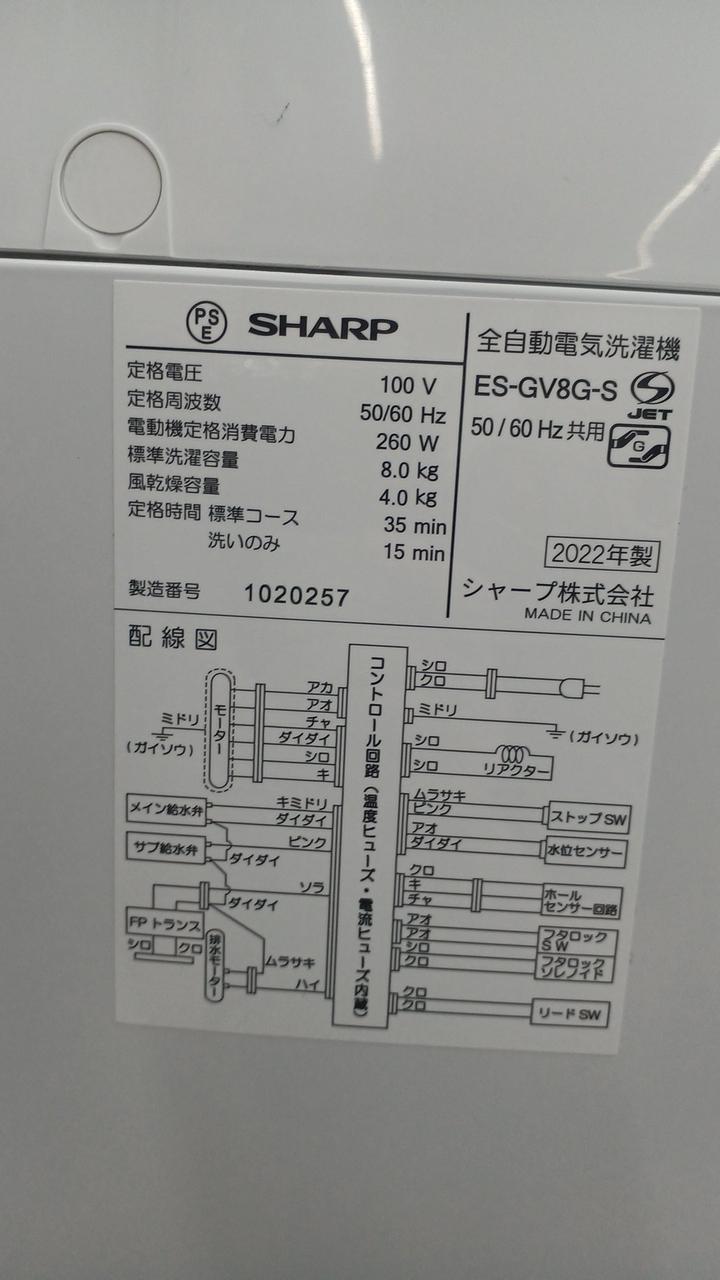 PS
E
SHARP
定格電圧 100 V
定格周波数 50/60 Hz
電動機定格消費電力 260 W
標準洗濯容量 8.0 kg
風乾燥容量 4.0 kg
定格時間 標準コース 35 min
洗いのみ 15 min
製造番号 1020257
全自動電気洗濯機
ES-GV8G-S
S
JET
50/60 Hz共用
G
2022年製
シャープ株式会社
MADE IN CHINA
配線図
モーター
アカ
アオ
チャ
ダイダイ
シロ
キ
ミドリ
(ガイソウ)
メイン給水弁
キミドリ
ダイダイ
サブ給水弁
ピンク
ダイダイ
ソラ
ダイダイ
FPトランス
シロ
クロ
排水モーター
ムラサキ
ハイ
コントロール回路(温度ヒューズ・電流ヒューズ内蔵)
シロ
クロ
ミドリ
(ガイソウ)
シロ
シロ
リアクター
ムラサキ
ピンク
ストップSW
アオ
ダイダイ
水位センサー
クロ
キ
チャ
ホール
センサー回路
アオ
アオ
フタロック
SW
シロ
クロ
フタロック
ソレノイド
クロ
クロ
リードSW